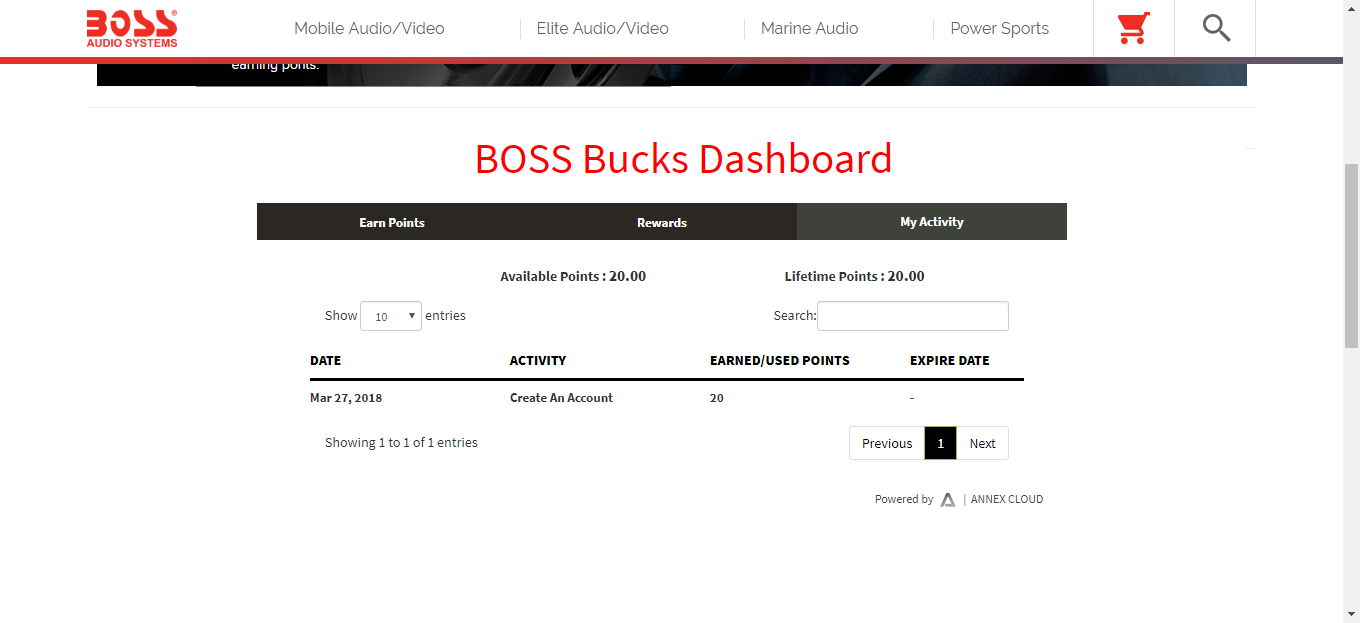 BOSS®
AUDIO SYSTEMS
Mobile Audio/Video
Elite Audio/Video
Marine Audio
Power Sports
earning points.
BOSS Bucks Dashboard
Earn Points
Rewards
My Activity
Available Points : 20.00
Lifetime Points : 20.00
Show 10 entries
Search:
DATE ACTIVITY EARNED/USED POINTS EXPIRE DATE
Mar 27, 2018 Create An Account 20 -
Showing 1 to 1 of 1 entries
Previous 1 Next
Powered by | ANNEX CLOUD